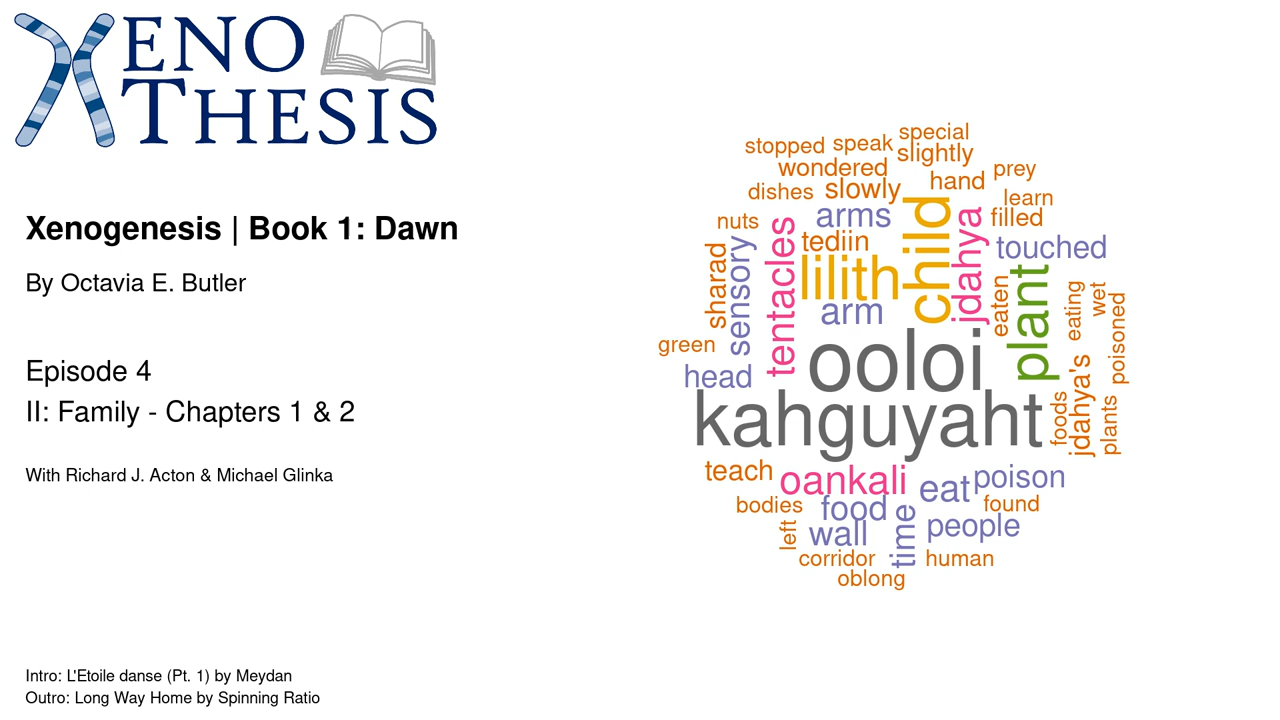 XENO
THESIS
Xenogenesis | Book 1: Dawn
By Octavia E. Butler
Episode 4
II: Family - Chapters 1 & 2
With Richard J. Acton & Michael Glinka
Intro: L'Etoile danse (Pt. 1) by Meydan
Outro: Long Way Home by Spinning Ratio
special
stopped
speak
slightly
wondered
prey
hand
dishes
slowly
learn
nuts
arms
child
jdahya
filled
tentacles
sensory
sharad
tediin
touched
lilith
plant
eaten
eating
wet
poisoned
arm
green
ooloi
head
jdahya's
foods
plants
kahguyaht
teach
oankali
eat
poison
bodies
food
found
left
wall
time
people
corridor
human
oblong